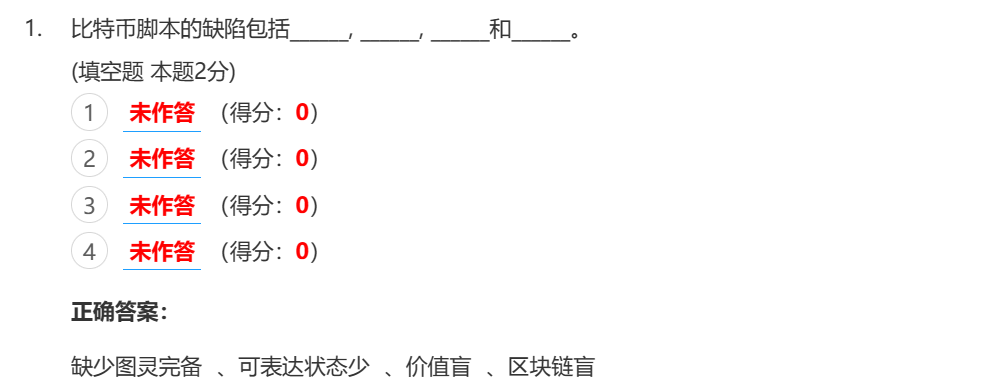 1. 比特币脚本的缺陷包括______, ______, ______和______。
(填空题 本题2分)
1 未作答 （得分：0）
2 未作答 （得分：0）
3 未作答 （得分：0）
4 未作答 （得分：0）
正确答案：
缺少图灵完备 、可表达状态少 、价值盲 、区块链盲